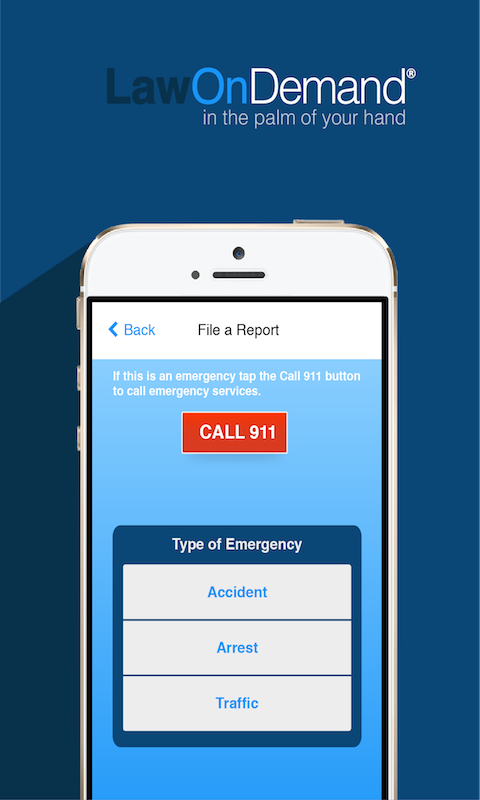 LawOnDemand®
in the palm of your hand
Back
File a Report
If this is an emergency tap the Call 911 button
to call emergency services.
CALL 911
Type of Emergency
Accident
Arrest
Traffic